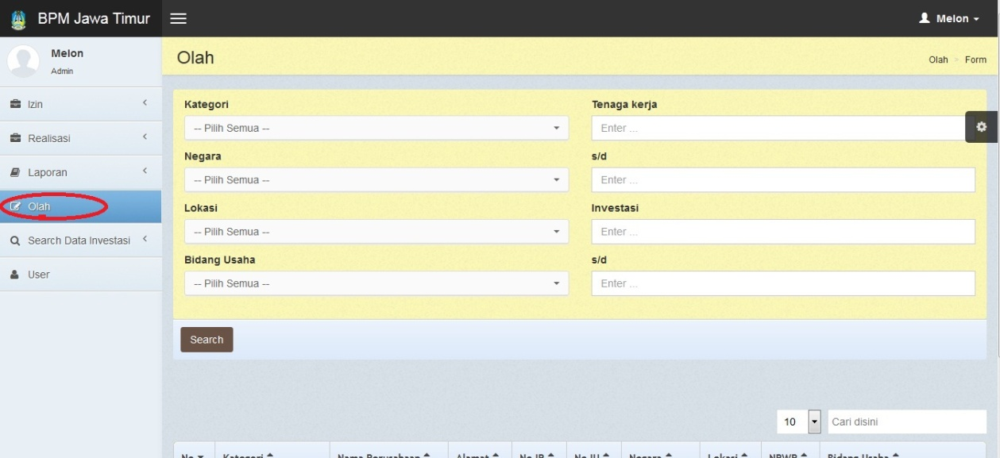 BPM Jawa Timur
Melon
Melon
Admin
Olah
Olah > Form
Izin
Realisasi
Laporan
Olah
Search Data Investasi
User
Kategori
-- Pilih Semua --
Negara
-- Pilih Semua --
Lokasi
-- Pilih Semua --
Bidang Usaha
-- Pilih Semua --
Tenaga kerja
Enter ...
s/d
Enter ...
Investasi
Enter ...
s/d
Enter ...
Search
10 Cari disini
No Kategori Nama Perusahaan Alamat No IP No IU Negara Lokasi NPWP Bidang Usaha